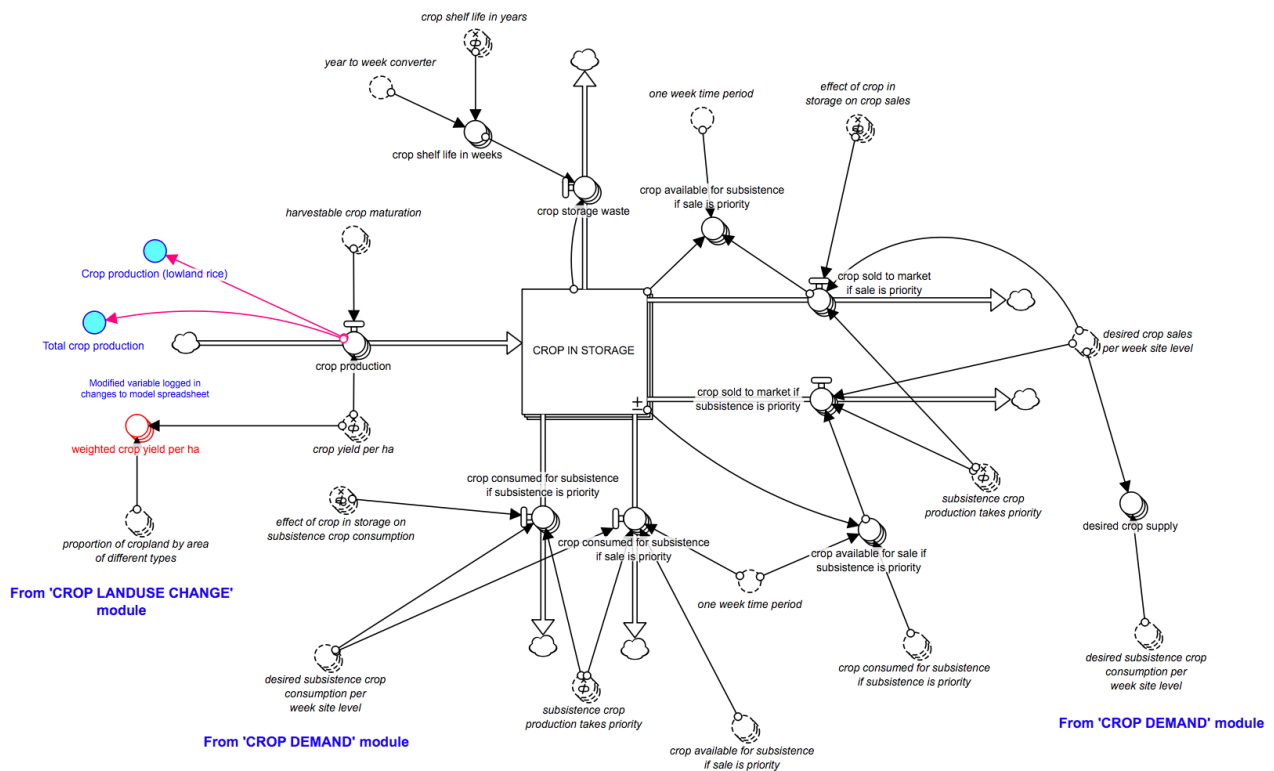 crop shelf life in years
year to week converter
crop shelf life in weeks
one week time period
effect of crop in
storage on crop sales
crop available for subsistence
if sale is priority
crop storage waste
harvestable crop maturation
Crop production (lowland rice)
Total crop production
crop production
CROP IN STORAGE
crop sold to market
if sale is priority
desired crop sales
per week site level
Modified variable logged in
changes to model spreadsheet
weighted crop yield per ha
crop yield per ha
crop sold to market if
subsistence is priority
crop consumed for subsistence
if subsistence is priority
effect of crop in storage on
subsistence crop consumption
crop consumed for subsistence
if sale is priority
crop available for sale if
subsistence is priority
subsistence crop
production takes priority
desired crop supply
proportion of cropland by area
of different types
From 'CROP LANDUSE CHANGE'
module
one week time period
desired subsistence crop
consumption per
week site level
subsistence crop
production takes priority
crop consumed for subsistence
if subsistence is priority
desired subsistence crop
consumption per
week site level
From 'CROP DEMAND' module
crop available for subsistence
if sale is priority
From 'CROP DEMAND' module